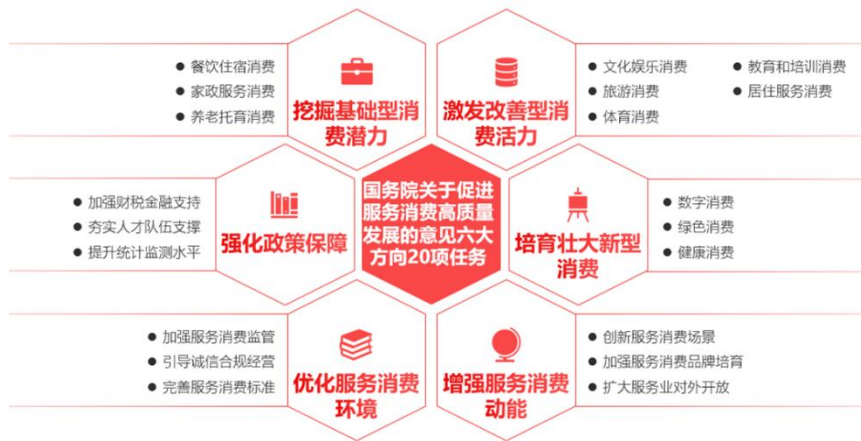 ● 餐饮住宿消费
● 家政服务消费
● 养老托育消费
挖掘基础型消
费潜力
激发改善型消
费活力
● 文化娱乐消费
● 旅游消费
● 体育消费
● 教育和培训消费
● 居住服务消费
● 加强财税金融支持
● 夯实人才队伍支撑
● 提升统计监测水平
强化政策保障
国务院关于促进
服务消费高质量
发展的意见六大
方向20项任务
培育壮大新型
消费
● 数字消费
● 绿色消费
● 健康消费
● 加强服务消费监管
● 引导诚信合规经营
● 完善服务消费标准
优化服务消费
环境
增强服务消费
动能
● 创新服务消费场景
● 加强服务消费品牌培育
● 扩大服务业对外开放